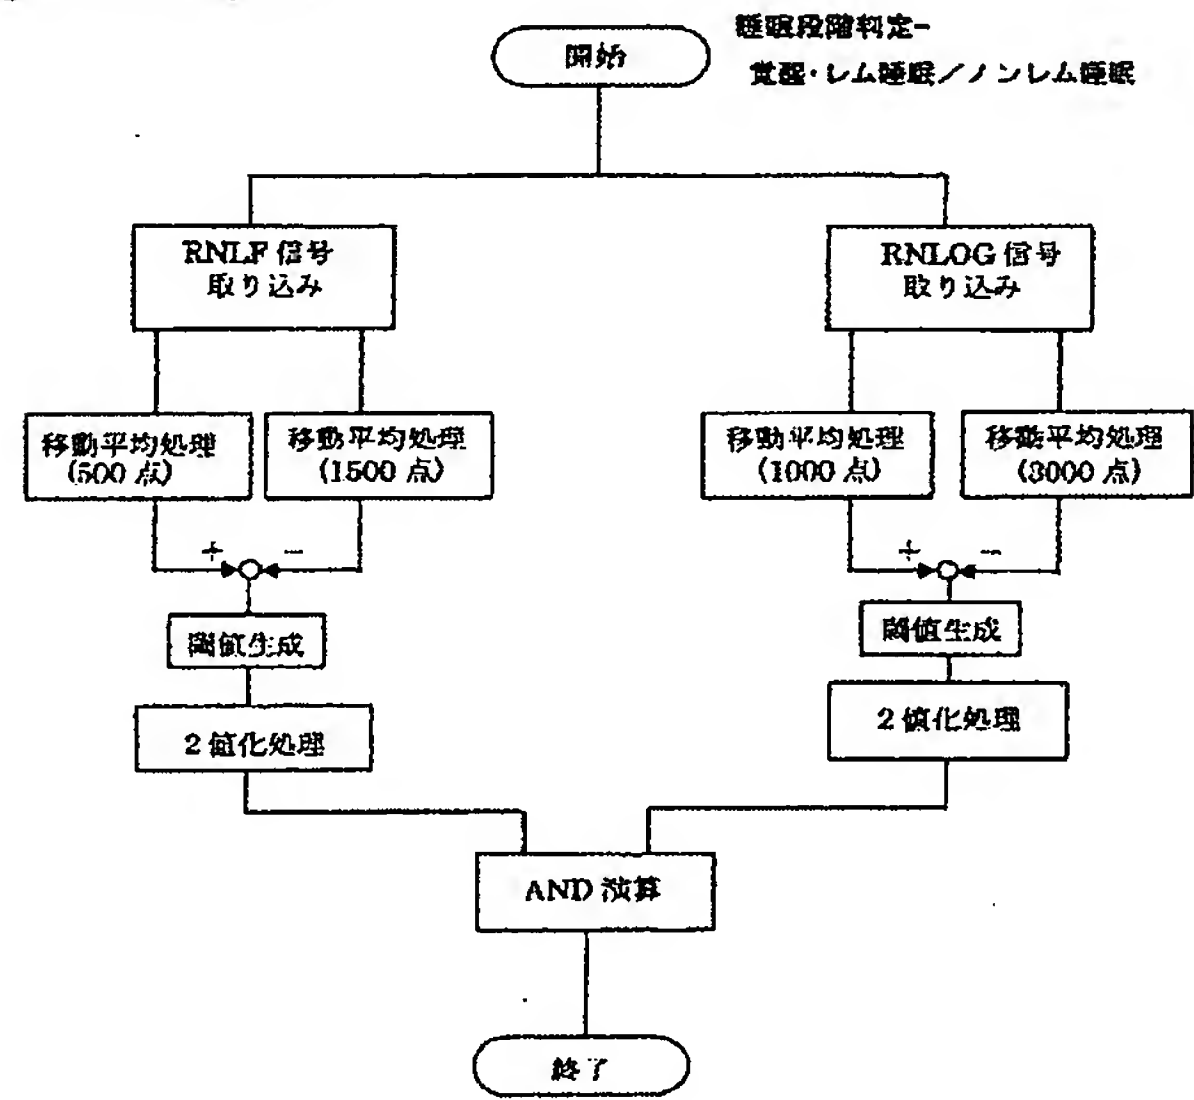 睡眠段階判定-
覚醒・レム睡眠/ノンレム睡眠
開始
RNLF 信号
取り込み
RNLOG 信号
取り込み
移動平均処理
(500 点)
移動平均処理
(1500 点)
移動平均処理
(1000 点)
移動平均処理
(3000 点)
+ -
+ -
閾値生成
閾値生成
2 値化処理
2 値化処理
AND 演算
終了